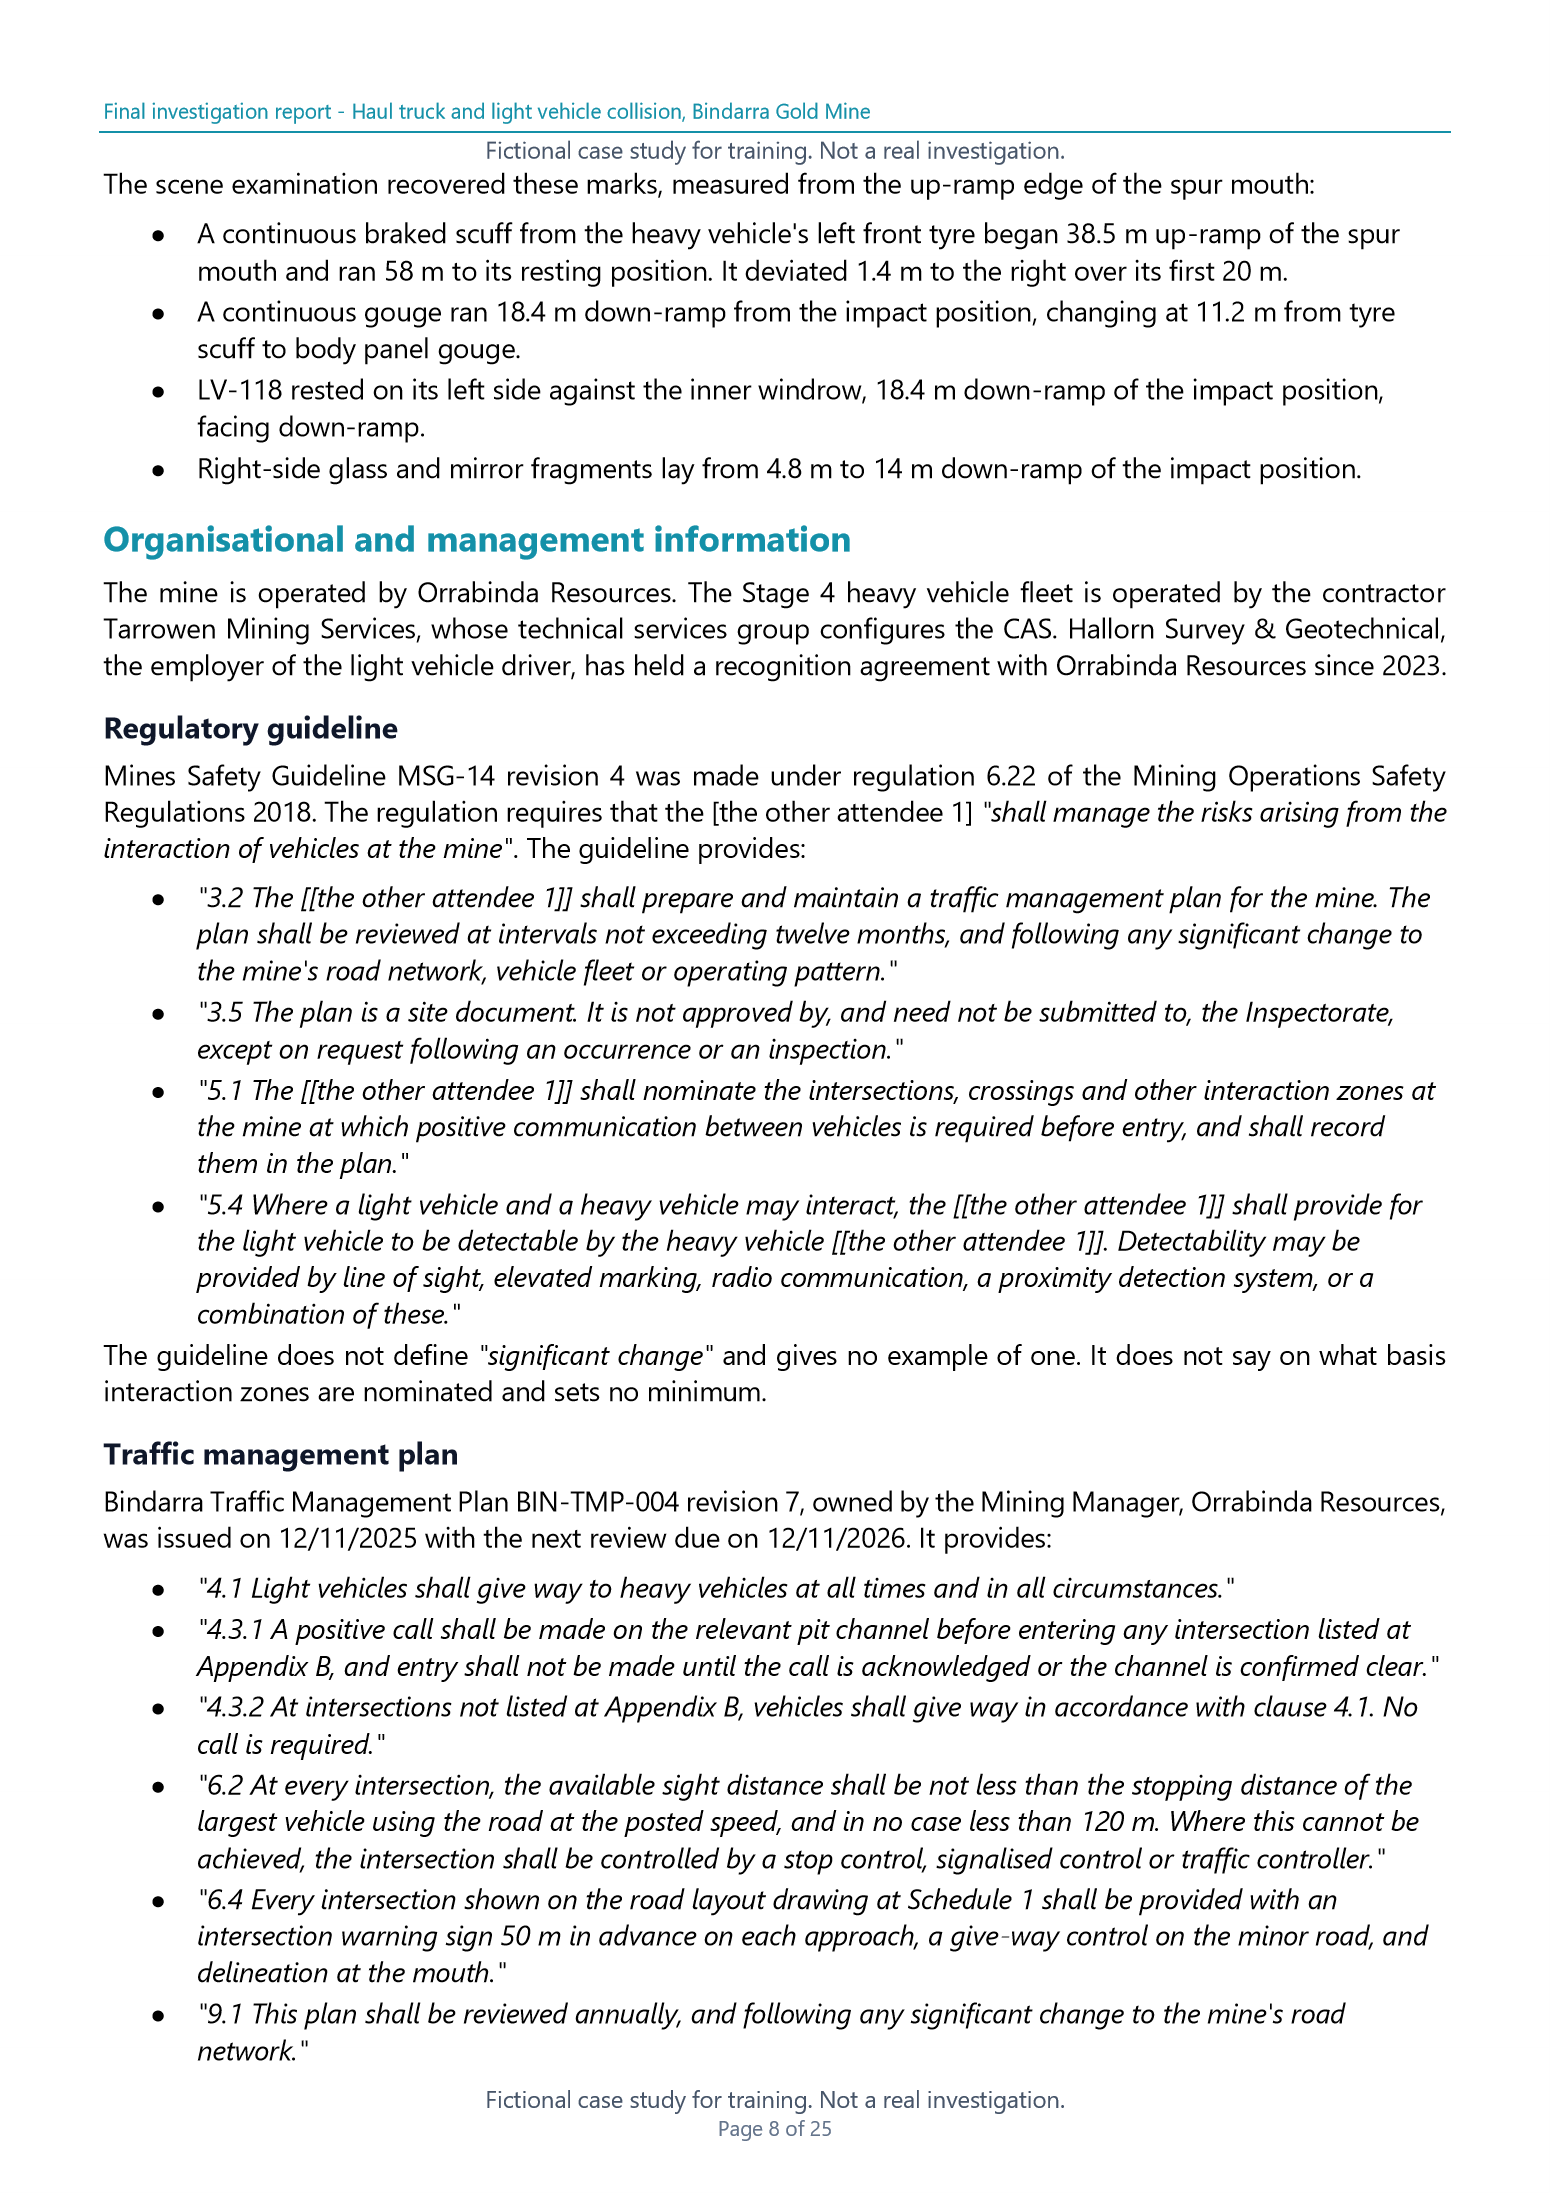 Final investigation report - Haul truck and light vehicle collision, Bindarra Gold Mine
Fictional case study for training. Not a real investigation.
The scene examination recovered these marks, measured from the up-ramp edge of the spur mouth:
● A continuous braked scuff from the heavy vehicle's left front tyre began 38.5 m up-ramp of the spur
mouth and ran 58 m to its resting position. It deviated 1.4 m to the right over its first 20 m.
● A continuous gouge ran 18.4 m down-ramp from the impact position, changing at 11.2 m from tyre
scuff to body panel gouge.
● LV-118 rested on its left side against the inner windrow, 18.4 m down-ramp of the impact position,
facing down-ramp.
● Right-side glass and mirror fragments lay from 4.8 m to 14 m down-ramp of the impact position.
Organisational and management information
The mine is operated by Orrabinda Resources. The Stage 4 heavy vehicle fleet is operated by the contractor
Tarrowen Mining Services, whose technical services group configures the CAS. Hallorn Survey & Geotechnical,
the employer of the light vehicle driver, has held a recognition agreement with Orrabinda Resources since 2023.
Regulatory guideline
Mines Safety Guideline MSG-14 revision 4 was made under regulation 6.22 of the Mining Operations Safety
Regulations 2018. The regulation requires that the [the other attendee 1] "shall manage the risks arising from the
interaction of vehicles at the mine". The guideline provides:
● "3.2 The [[the other attendee 1]] shall prepare and maintain a traffic management plan for the mine. The
plan shall be reviewed at intervals not exceeding twelve months, and following any significant change to
the mine's road network, vehicle fleet or operating pattern."
● "3.5 The plan is a site document. It is not approved by, and need not be submitted to, the Inspectorate,
except on request following an occurrence or an inspection."
● "5.1 The [[the other attendee 1]] shall nominate the intersections, crossings and other interaction zones at
the mine at which positive communication between vehicles is required before entry, and shall record
them in the plan."
● "5.4 Where a light vehicle and a heavy vehicle may interact, the [[the other attendee 1]] shall provide for
the light vehicle to be detectable by the heavy vehicle [[the other attendee 1]]. Detectability may be
provided by line of sight, elevated marking, radio communication, a proximity detection system, or a
combination of these."
The guideline does not define "significant change" and gives no example of one. It does not say on what basis
interaction zones are nominated and sets no minimum.
Traffic management plan
Bindarra Traffic Management Plan BIN-TMP-004 revision 7, owned by the Mining Manager, Orrabinda Resources,
was issued on 12/11/2025 with the next review due on 12/11/2026. It provides:
● "4.1 Light vehicles shall give way to heavy vehicles at all times and in all circumstances."
● "4.3.1 A positive call shall be made on the relevant pit channel before entering any intersection listed at
Appendix B, and entry shall not be made until the call is acknowledged or the channel is confirmed clear."
● "4.3.2 At intersections not listed at Appendix B, vehicles shall give way in accordance with clause 4.1. No
call is required."
● "6.2 At every intersection, the available sight distance shall be not less than the stopping distance of the
largest vehicle using the road at the posted speed, and in no case less than 120 m. Where this cannot be
achieved, the intersection shall be controlled by a stop control, signalised control or traffic controller."
● "6.4 Every intersection shown on the road layout drawing at Schedule 1 shall be provided with an
intersection warning sign 50 m in advance on each approach, a give-way control on the minor road, and
delineation at the mouth."
● "9.1 This plan shall be reviewed annually, and following any significant change to the mine's road
network."
Fictional case study for training. Not a real investigation.
Page 8 of 25